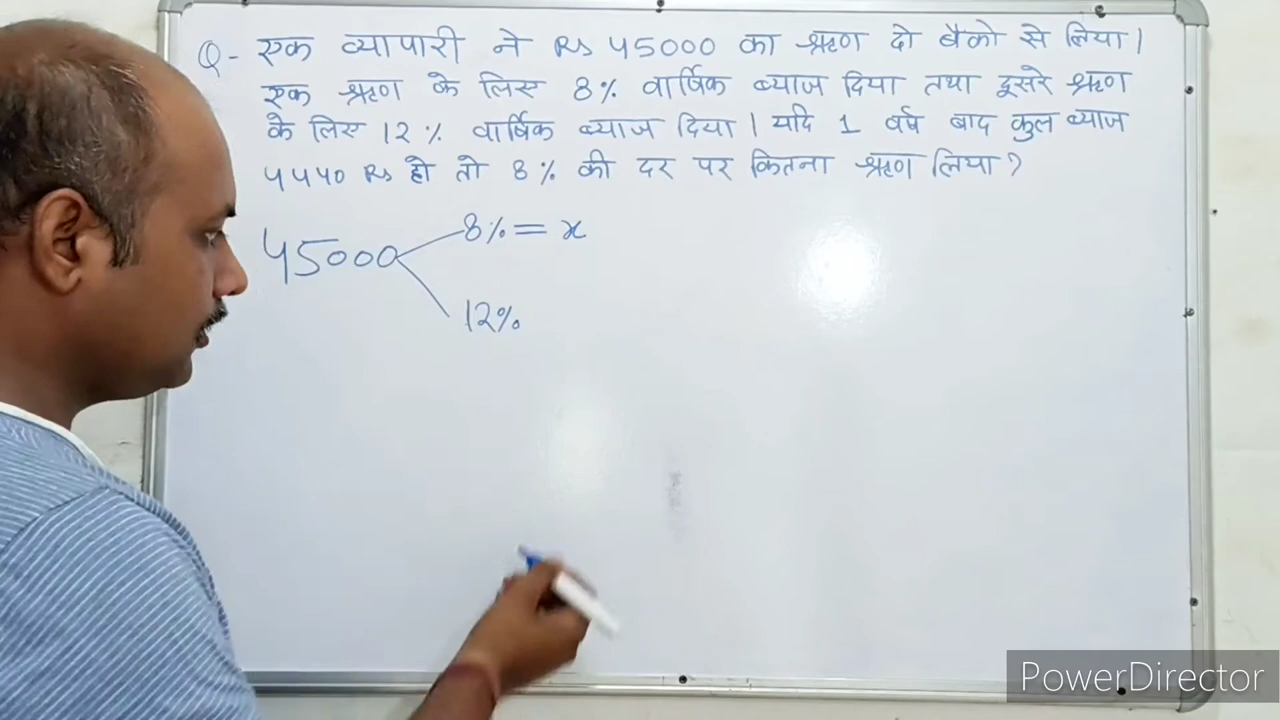 Q- एक व्यापारी ने Rs 45000 का ऋण दो बैको से लिया।
एक ऋण के लिए 8% वार्षिक ब्याज दिया तथा दूसरे ऋण
के लिए 12% वार्षिक ब्याज दिया। यदि 1 वर्ष बाद कुल ब्याज
4440 Rs हो तो 8% की दर पर कितना ऋण लिया?
45000
8% = x
12%
PowerDirector